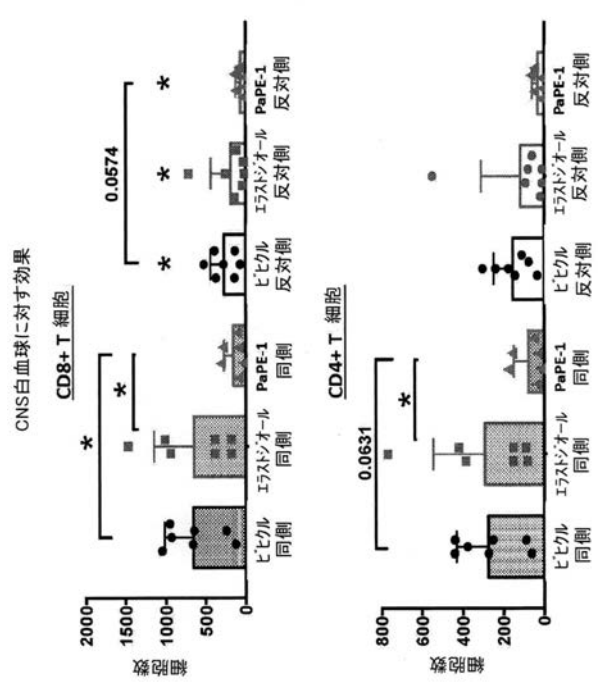 CNS白血球に対す効果
CD8+ T 細胞
細胞数
2000
1500
1000
500
0
*
*
0.0574
*
*
*
ビヒクル
同側
エラストジオール
同側
PaPE-1
同側
ビヒクル
反対側
エラストジオール
反対側
PaPE-1
反対側
CD4+ T 細胞
細胞数
800
600
400
200
0
0.0631
*
ビヒクル
同側
エラストジオール
同側
PaPE-1
同側
ビヒクル
反対側
エラストジオール
反対側
PaPE-1
反対側